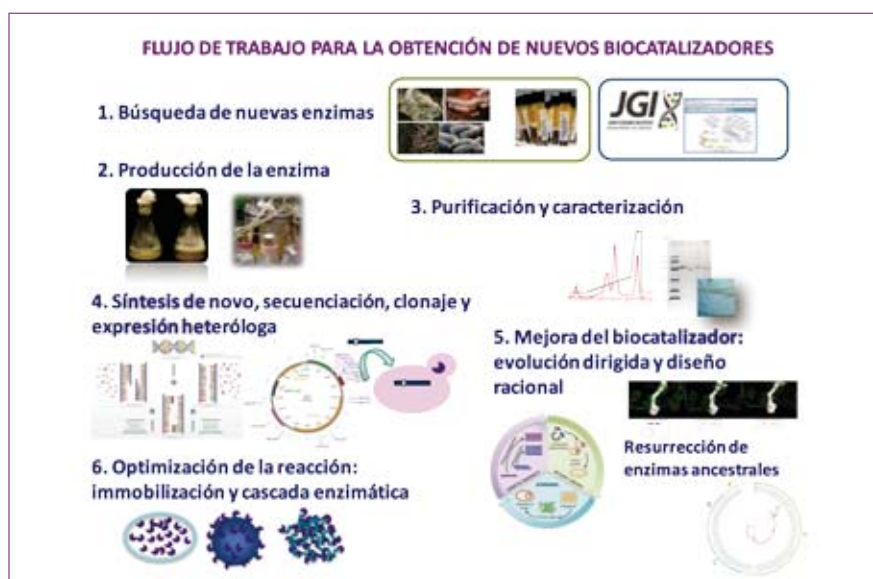 FLUJO DE TRABAJO PARA LA OBTENCIÓN DE NUEVOS BIOCATALIZADORES
1. Búsqueda de nuevas enzimas
JGI
2. Producción de la enzima
3. Purificación y caracterización
4. Síntesis de novo, secuenciación, clonaje y
expresión heteróloga
5. Mejora del biocatalizador:
evolución dirigida y diseño
racional
Resurrección de
enzimas ancestrales
6. Optimización de la reacción:
immobilización y cascada enzimática